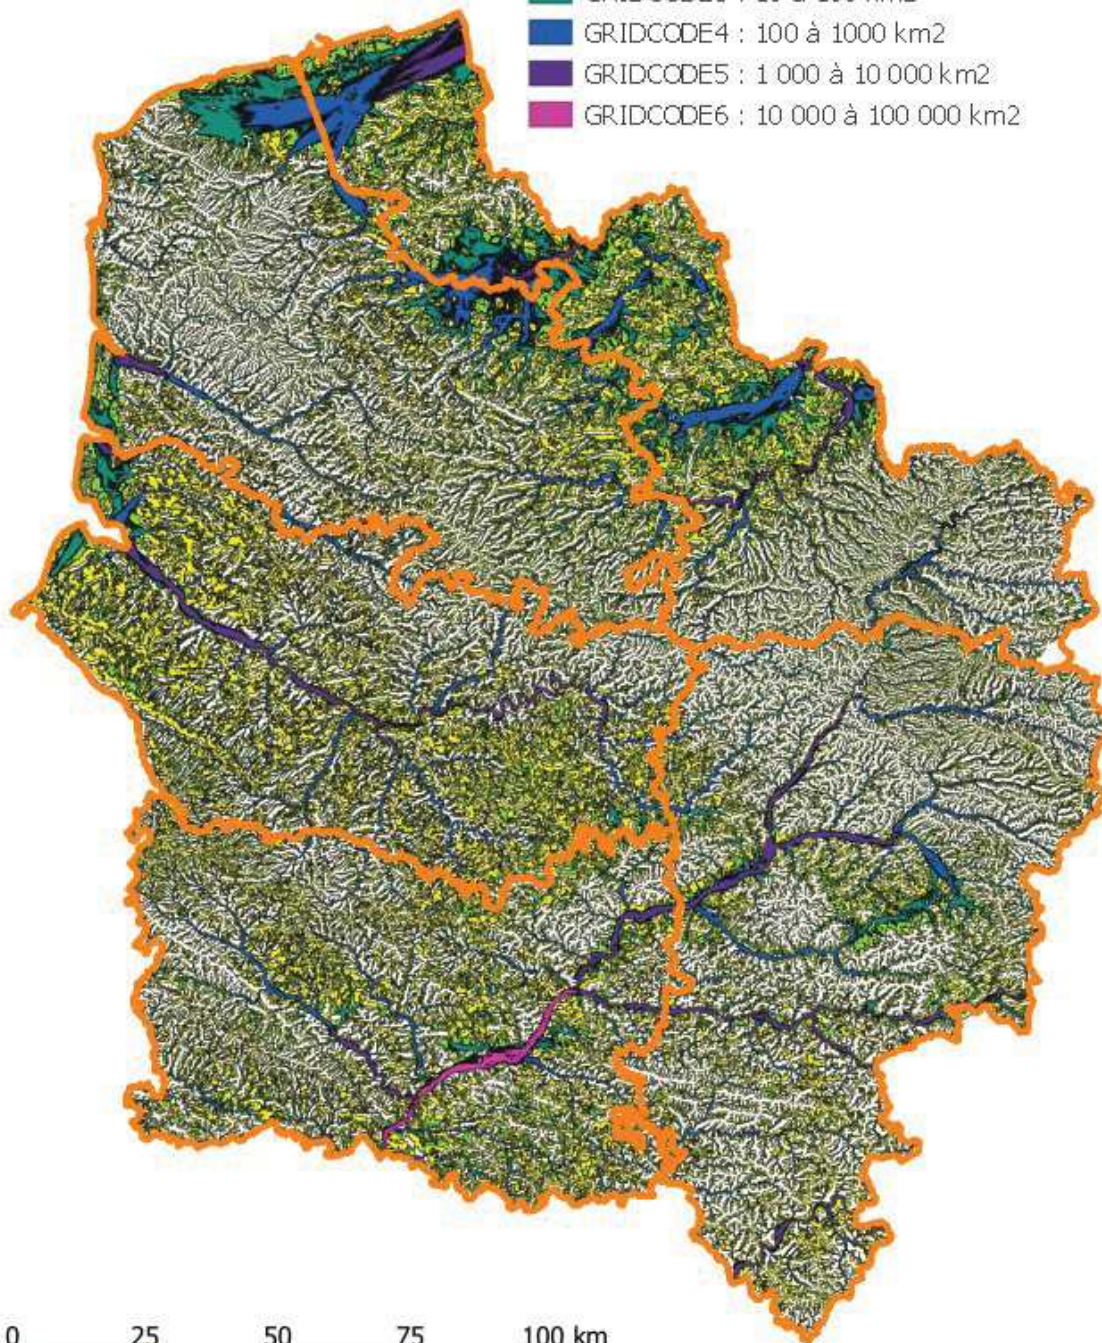 GRIDCODE4 : 100 à 1000 km2
GRIDCODE5 : 1 000 à 10 000 km2
GRIDCODE6 : 10 000 à 100 000 km2
0 25 50 75 100 km